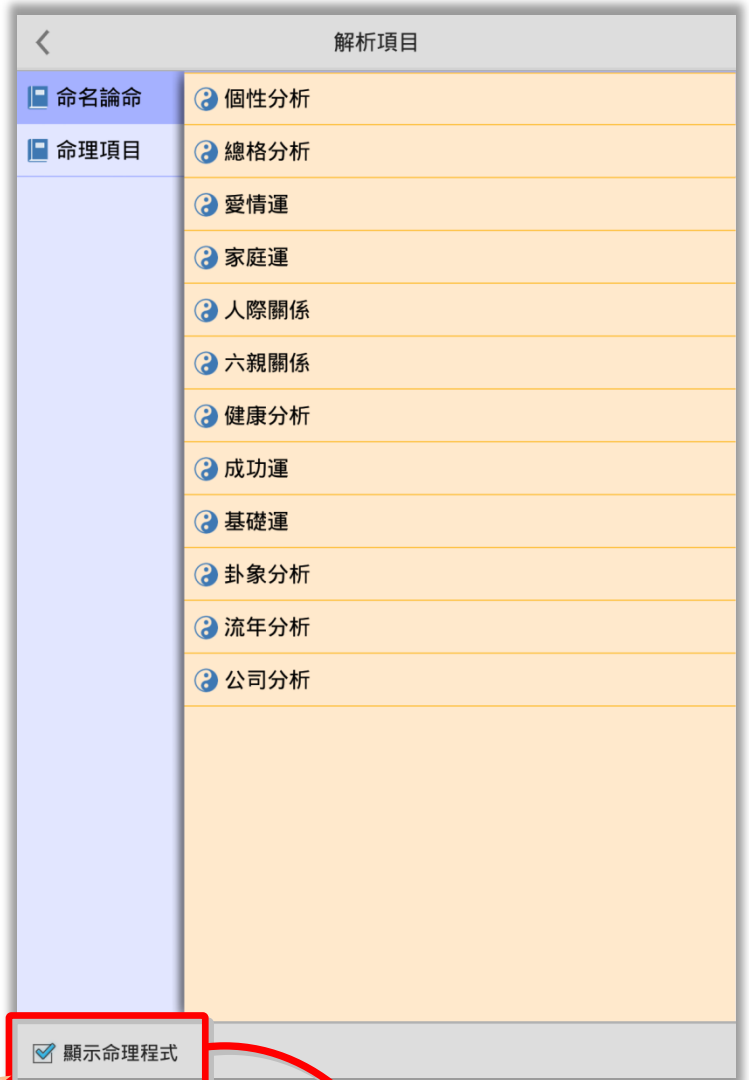 解析項目
命名論命
命理項目
個性分析
總格分析
愛情運
家庭運
人際關係
六親關係
健康分析
成功運
基礎運
卦象分析
流年分析
公司分析
顯示命理程式